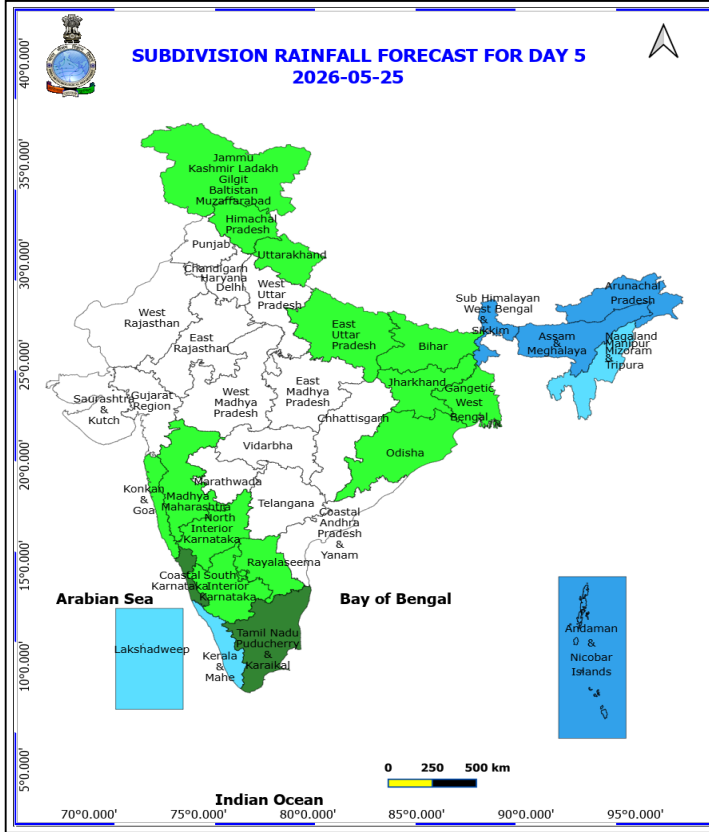 SUBDIVISION RAINFALL FORECAST FOR DAY 5
2026-05-25
40°0.000'
35°0.000'
30°0.000'
25°0.000'
20°0.000'
15°0.000'
10°0.000'
5°0.000'
Jammu
Kashmir Ladakh
Gilgit
Baltistan
Muzaffarabad
Himachal
Pradesh
Punjab
Uttarakhand
Chandigarh
Haryana
Delhi
West
Uttar
Pradesh
West
Rajasthan
East
Rajasthan
East
Uttar
Pradesh
Bihar
Sub Himalayan
West Bengal
&
Sikkim
Arunachal
Pradesh
Assam
&
Meghalaya
Nagaland
Manipur
Mizoram
&
Tripura
Saurashtra
&
Kutch
Gujarat
Region
West
Madhya
Pradesh
East
Madhya
Pradesh
Jharkhand
Gangetic
West
Bengal
Chhattisgarh
Odisha
Vidarbha
Konkan
&
Goa
Madhya
Maharashtra
Marathwada
Telangana
North
Interior
Karnataka
Coastal
Andhra
Pradesh
&
Yanam
Rayalaseema
Coastal
Karnataka
South
Interior
Karnataka
Arabian Sea
Bay of Bengal
Lakshadweep
Kerala
&
Mahe
Tamil Nadu
Puducherry
&
Karaikal
Andaman
&
Nicobar
Islands
0 250 500 km
Indian Ocean
70°0.000' 75°0.000' 80°0.000' 85°0.000' 90°0.000' 95°0.000'